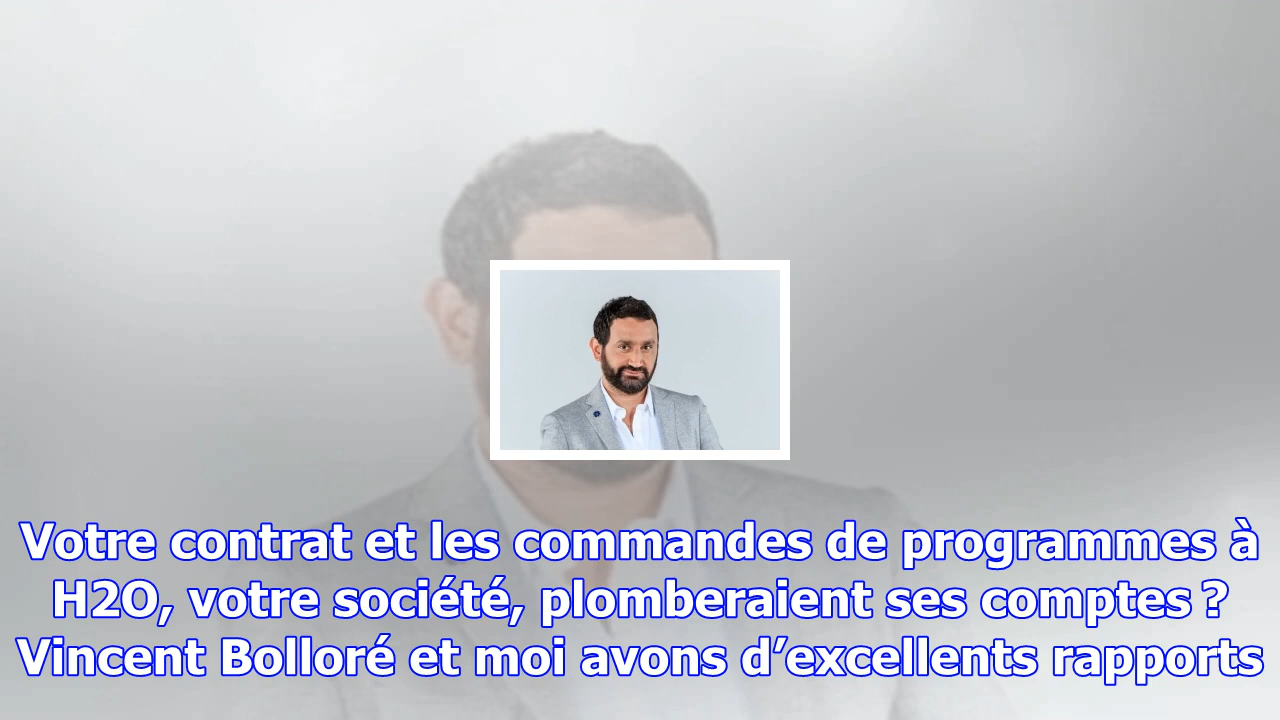 Votre contrat et les commandes de programmes à
H2O, votre société, plomberaient ses comptes ?
Vincent Bolloré et moi avons d’excellents rapports